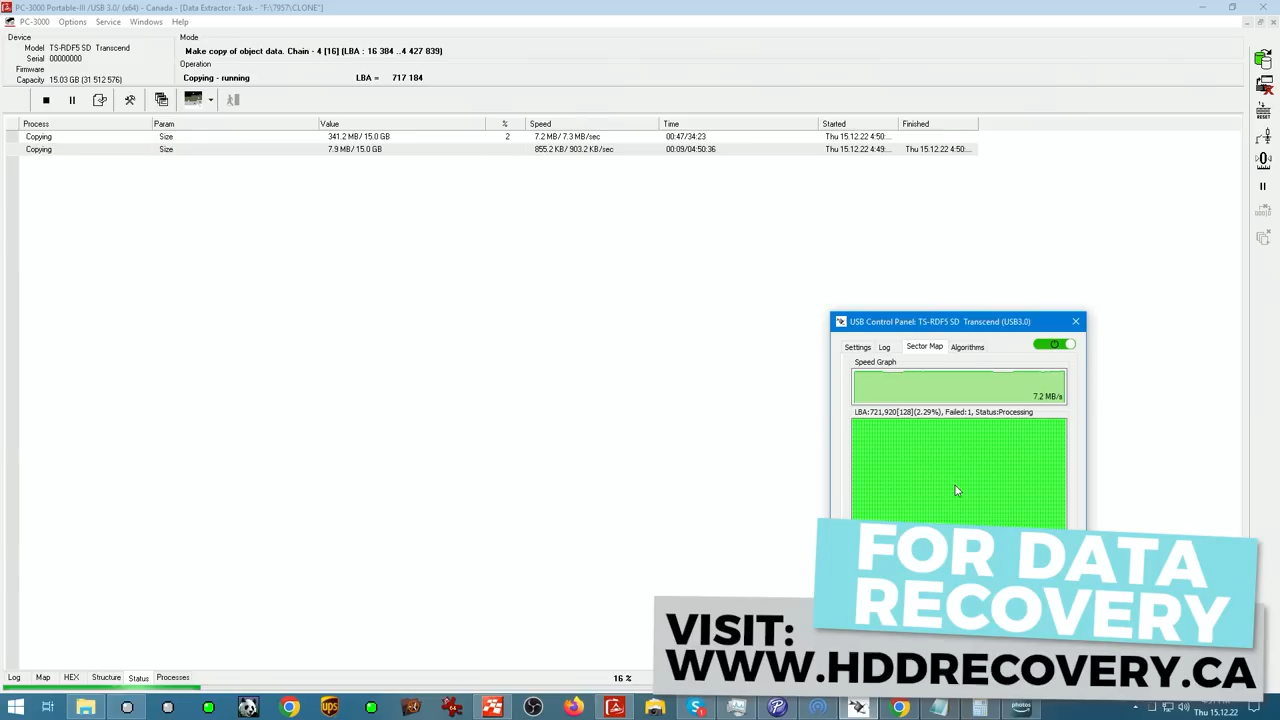 PC-3000 Portable-III /USB 3.0/ (x64) - Canada - [Data Extractor : Task - "F:\7957\CLONE"]
PC-3000 Options Service Windows Help
Device
Model TS-RDF5 SD Transcend
Serial 00000000
Firmware
Capacity 15.03 GB (31 512 576)
Mode
Make copy of object data. Chain - 4 [16] (LBA : 16 384 ..4 427 839]
Operation
Copying - running LBA = 717 184
RESET
Process Param Value % Speed Time Started Finished
Copying Size 341.2 MB/ 15.0 GB 2 7.2 MB/ 7.3 MB/sec 00:47/34:23 Thu 15.12.22 4:50:...
Copying Size 7.9 MB/ 15.0 GB 855.2 KB/ 903.2 KB/sec 00:09/04:50:36 Thu 15.12.22 4:49:... Thu 15.12.22 4:50:...
USB Control Panel: TS-RDF5 SD Transcend (USB3.0)
Settings Log Sector Map Algorithms
Speed Graph
7.2 MB/s
LBA:721,920[128](2.29%), Failed:1, Status:Processing
FOR DATA
RECOVERY
VISIT:
WWW.HDDRECOVERY.CA
Log Map HEX Structure Status Processes
16 %
ups
photos
Thu 15.12.22